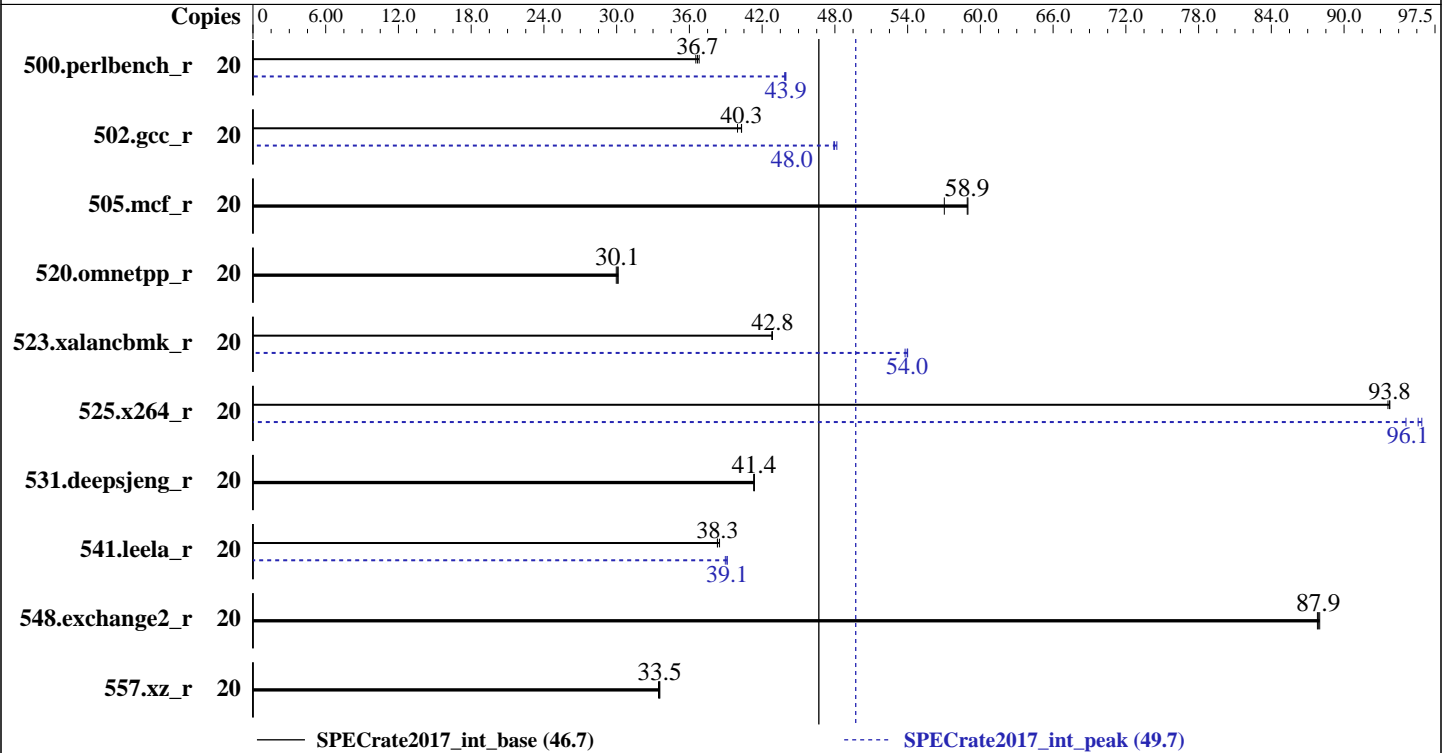 Copies 0 6.00 12.0 18.0 24.0 30.0 36.0 42.0 48.0 54.0 60.0 66.0 72.0 78.0 84.0 90.0 97.5
36.7
500.perlbench_r 20
43.9
40.3
502.gcc_r 20
48.0
58.9
505.mcf_r 20
30.1
520.omnetpp_r 20
42.8
523.xalancbmk_r 20
54.0
93.8
525.x264_r 20
96.1
41.4
531.deepsjeng_r 20
38.3
541.leela_r 20
39.1
87.9
548.exchange2_r 20
33.5
557.xz_r 20
SPECrate2017_int_base (46.7) SPECrate2017_int_peak (49.7)